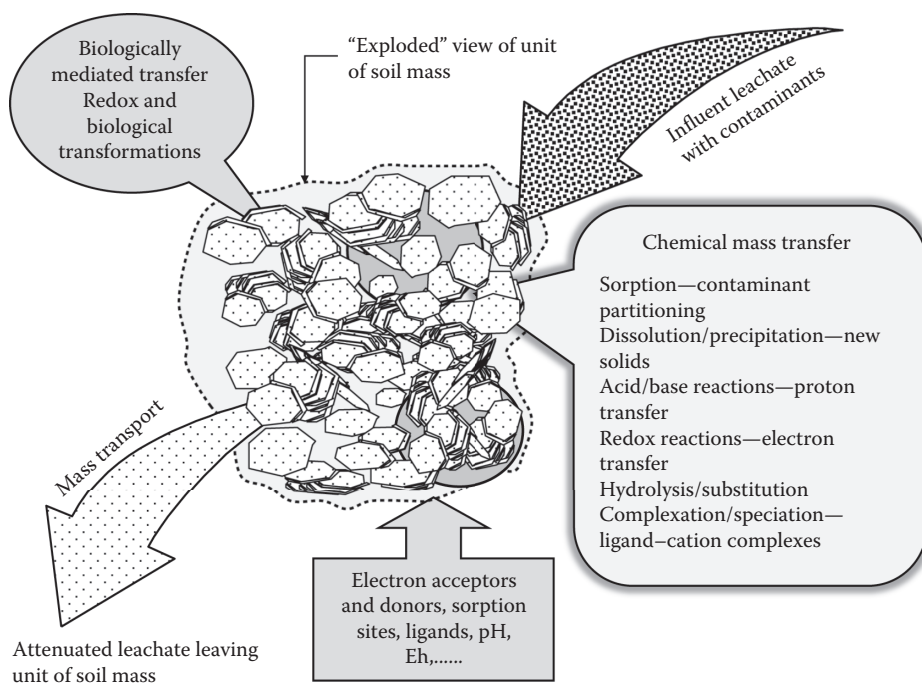 Biologically
mediated transfer
Redox and
biological
transformations
“Exploded” view of unit
of soil mass
Influent leachate
with contaminants
Chemical mass transfer
Sorption—contaminant
partitioning
Dissolution/precipitation—new
solids
Acid/base reactions—proton
transfer
Redox reactions—electron
transfer
Hydrolysis/substitution
Complexation/speciation—
ligand–cation complexes
Mass transport
Electron acceptors
and donors, sorption
sites, ligands, pH,
Eh,......
Attenuated leachate leaving
unit of soil mass